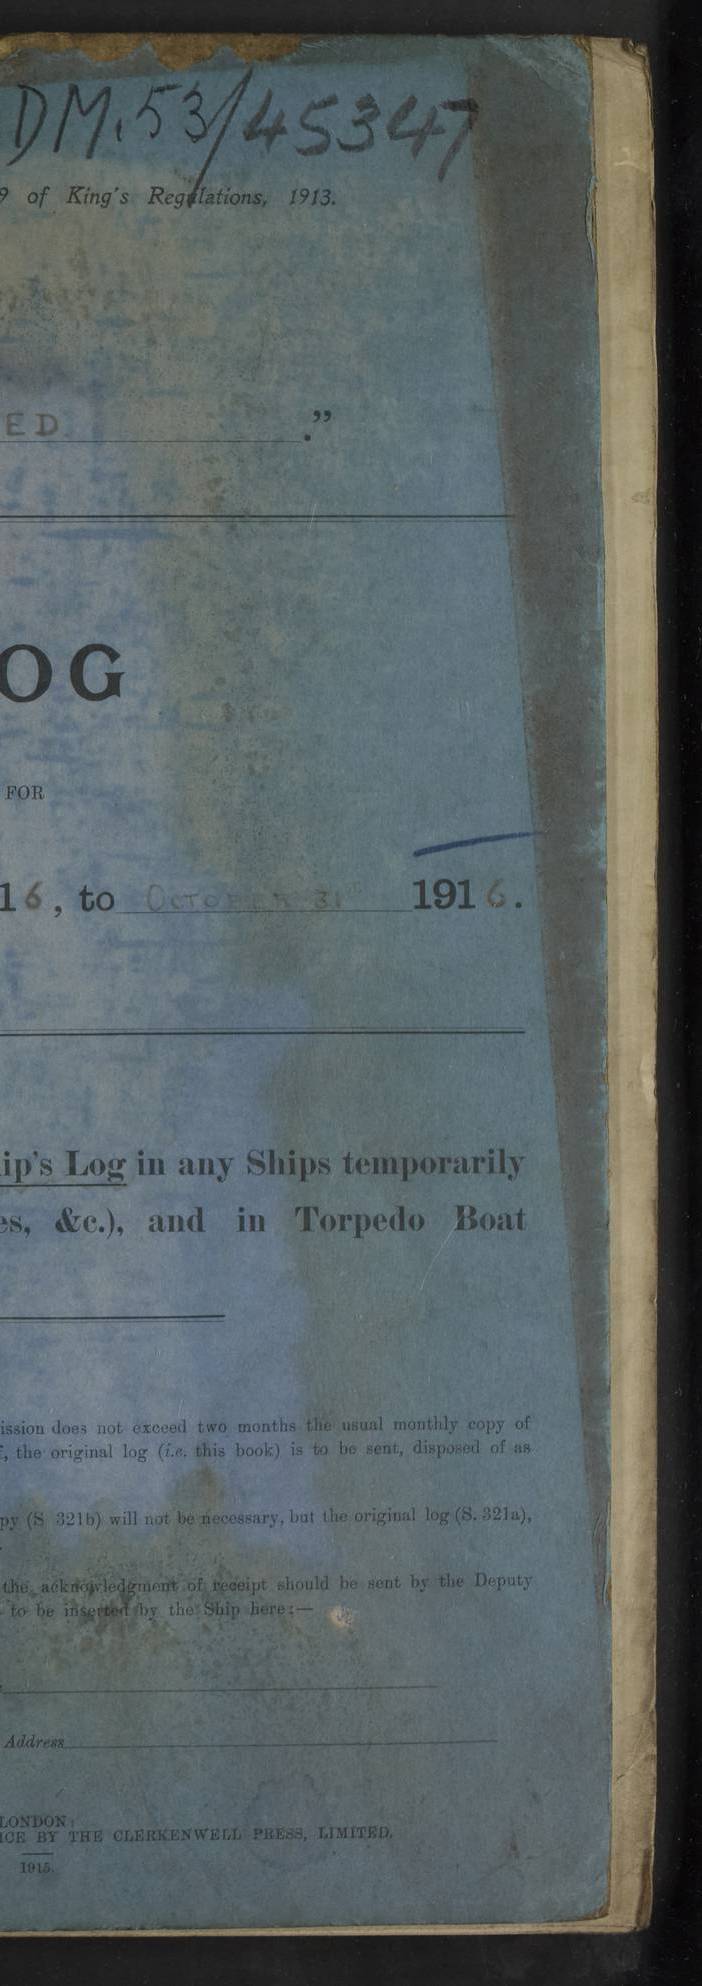 DM.53/45347
9 of King's Regulations, 1913.
ED ."
OG
FOR
16, to OCTOBER 31 1916.
ip's Log in any Ships temporarily
es, &c.), and in Torpedo Boat
ission does not exceed two months the usual monthly copy of
, the original log (i.e. this book) is to be sent, disposed of as
py (S 321b) will not be necessary, but the original log (S. 321a),
the acknowledgment of receipt should be sent by the Deputy
to be inserted by the Ship here:—
Address
LONDON:
ICE BY THE CLERKENWELL PRESS, LIMITED.
1915.